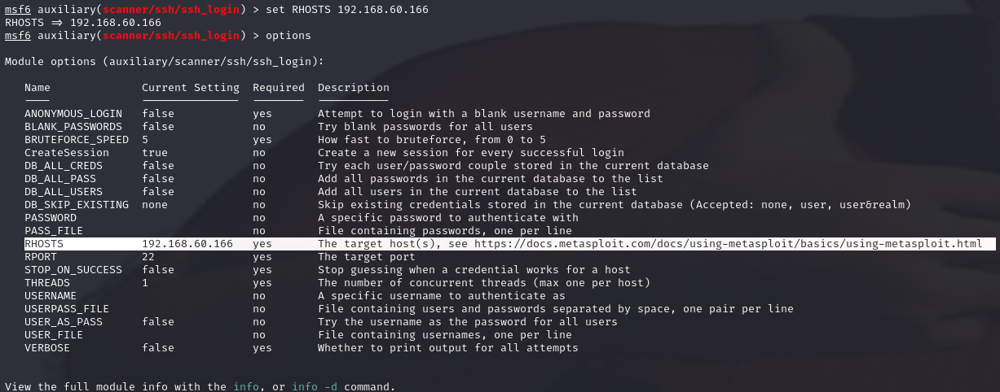 msf6 auxiliary(scanner/ssh/ssh_login) > set RHOSTS 192.168.60.166
RHOSTS => 192.168.60.166
msf6 auxiliary(scanner/ssh/ssh_login) > options
Module options (auxiliary/scanner/ssh/ssh_login):
Name Current Setting Required Description
ANONYMOUS_LOGIN false yes Attempt to login with a blank username and password
BLANK_PASSWORDS false no Try blank passwords for all users
BRUTEFORCE_SPEED 5 yes How fast to bruteforce, from 0 to 5
CreateSession true no Create a new session for every successful login
DB_ALL_CREDS false no Try each user/password couple stored in the current database
DB_ALL_PASS false no Add all passwords in the current database to the list
DB_ALL_USERS false no Add all users in the current database to the list
DB_SKIP_EXISTING none no Skip existing credentials stored in the current database (Accepted: none, user, user&realm)
PASSWORD no A specific password to authenticate with
PASS_FILE no File containing passwords, one per line
RHOSTS 192.168.60.166 yes The target host(s), see https://docs.metasploit.com/docs/using-metasploit/basics/using-metasploit.html
RPORT 22 yes The target port
STOP_ON_SUCCESS false yes Stop guessing when a credential works for a host
THREADS 1 yes The number of concurrent threads (max one per host)
USERNAME no A specific username to authenticate as
USERPASS_FILE no File containing users and passwords separated by space, one pair per line
USER_AS_PASS false no Try the username as the password for all users
USER_FILE no File containing usernames, one per line
VERBOSE false yes Whether to print output for all attempts
View the full module info with the info, or info -d command.